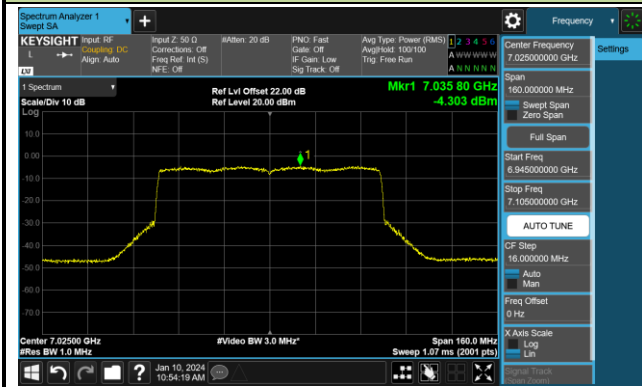 Spectrum Analyzer 1
Swept SA
Frequency
KEYSIGHT
L
LXI
Input: RF
Coupling: DC
Align: Auto
Input Z: 50 Ω
Corrections: Off
Freq Ref: Int (S)
NFE: Off
#Atten: 20 dB
PNO: Fast
Gate: Off
IF Gain: Low
Sig Track: Off
Avg Type: Power (RMS)
Avg|Hold: 100/100
Trig: Free Run
1 2 3 4 5 6
A W W W W W
A N N N N N
1 Spectrum
Scale/Div 10 dB
Log
Ref Lvl Offset 22.00 dB
Ref Level 20.00 dBm
Mkr1 7.035 80 GHz
-4.303 dBm
10.0
0.00
-10.0
-20.0
-30.0
-40.0
-50.0
-60.0
-70.0
1
Center 7.02500 GHz
#Res BW 1.0 MHz
#Video BW 3.0 MHz*
Span 160.0 MHz
Sweep 1.07 ms (2001 pts)
Jan 10, 2024
10:54:19 AM
Center Frequency
7.025000000 GHz
Span
160.000000 MHz
Swept Span
Zero Span
Full Span
Start Freq
6.945000000 GHz
Stop Freq
7.105000000 GHz
AUTO TUNE
CF Step
16.000000 MHz
Auto
Man
Freq Offset
0 Hz
X Axis Scale
Log
Lin
Signal Track
(Span Zoom)
Settings